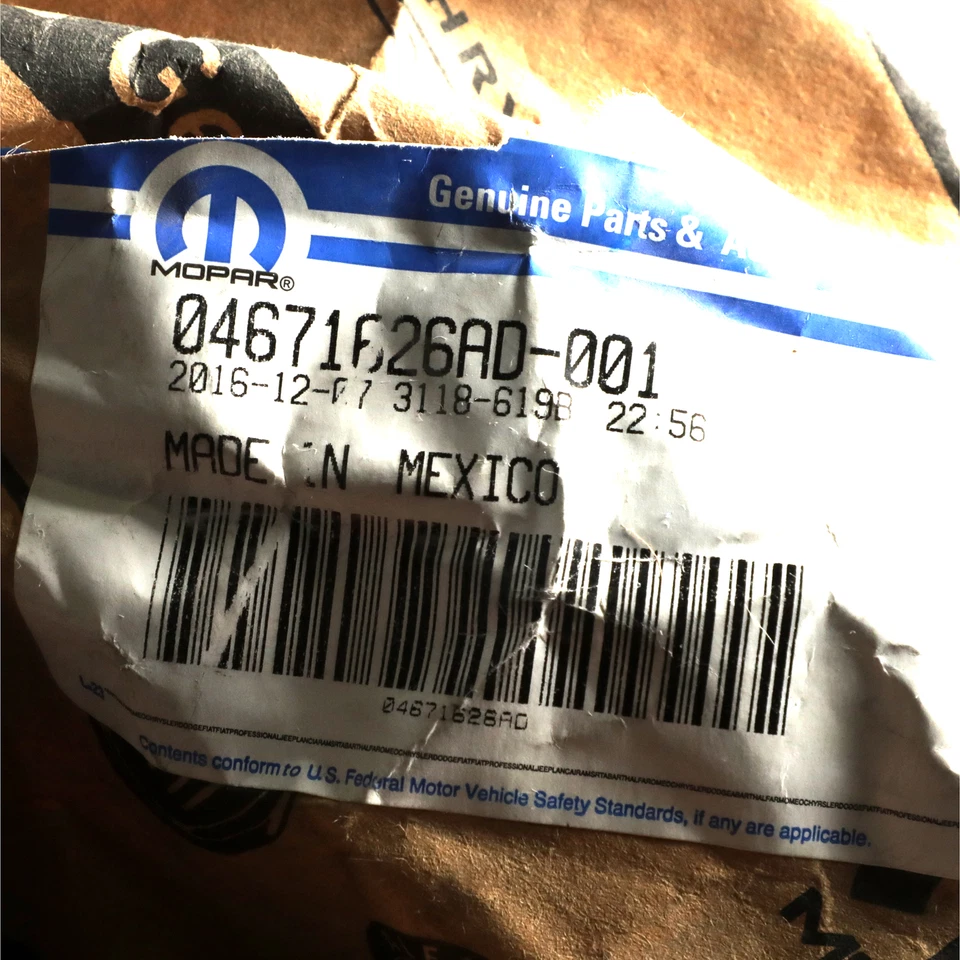 HR
Genuine Parts &
MOPAR®
04671626AD-001
2016-12-07 3118-619B 22:56
MADE IN MEXICO
04671626AD
Contents conform to U.S. Federal Motor Vehicle Safety Standards, if any are applicable.